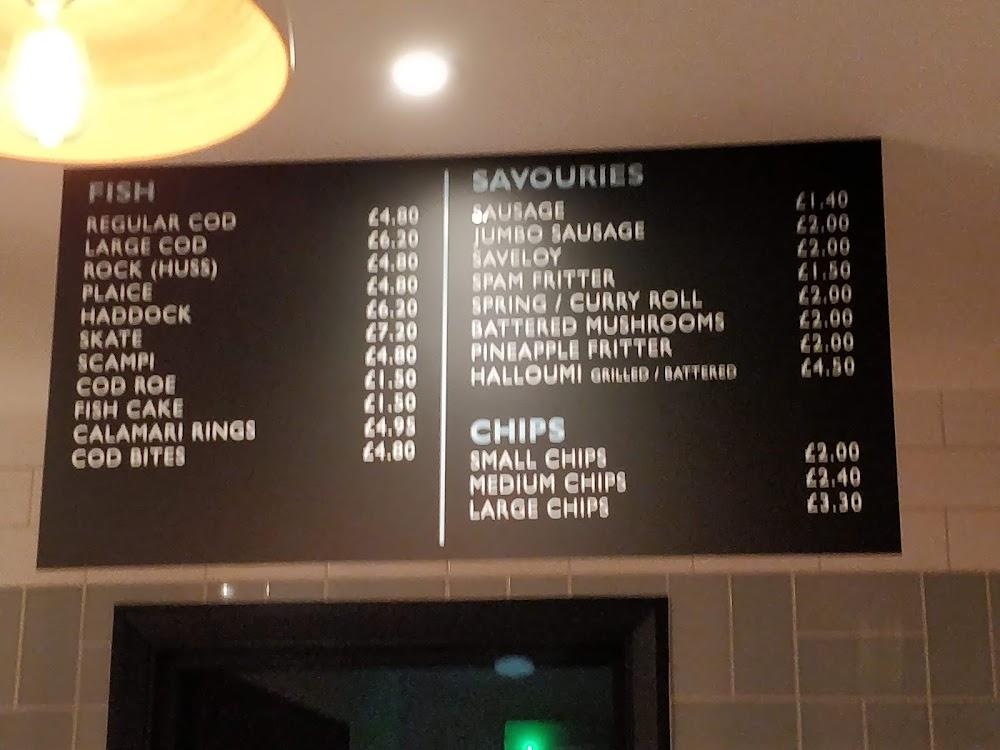 FISH
REGULAR COD £4.80
LARGE COD £6.20
ROCK (HUSS) £4.80
PLAICE £4.80
HADDOCK £6.20
SKATE £7.20
SCAMPI £4.80
COD ROE £1.50
FISH CAKE £1.50
CALAMARI RINGS £4.95
COD BITES £4.80
SAVOURIES
SAUSAGE £1.40
JUMBO SAUSAGE £2.00
SAVELOY £2.00
SPAM FRITTER £1.50
SPRING / CURRY ROLL £2.00
BATTERED MUSHROOMS £2.00
PINEAPPLE FRITTER £2.00
HALLOUMI GRILLED / BATTERED £4.50
CHIPS
SMALL CHIPS £2.00
MEDIUM CHIPS £2.40
LARGE CHIPS £3.30